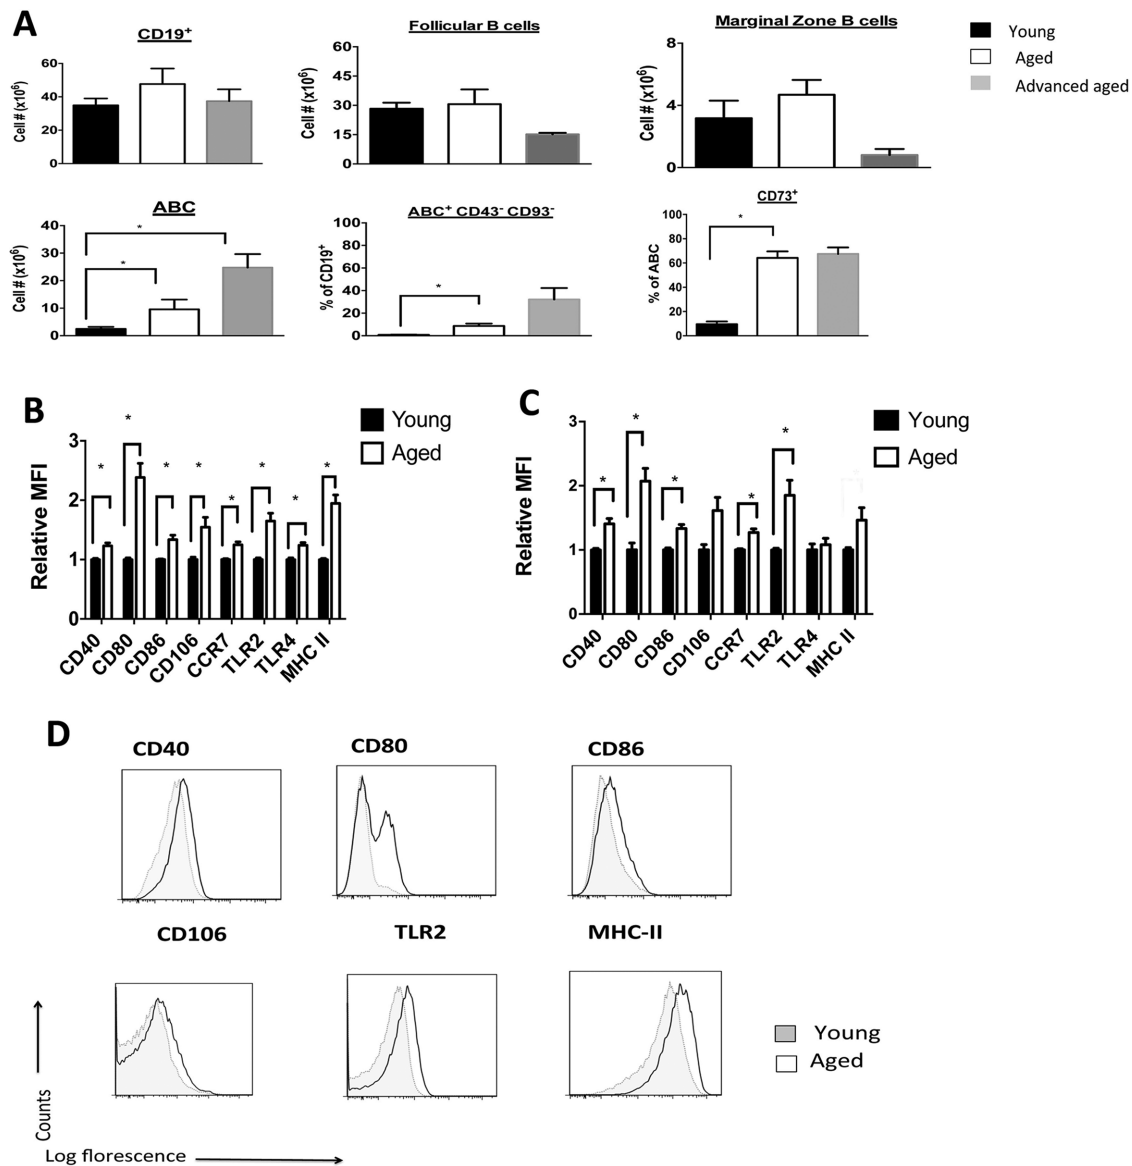 A
CD19+
Follicular B cells
Marginal Zone B cells
Young
Aged
Advanced aged
Cell # (x10⁶)
60
40
20
0
Cell # (x10⁶)
60
45
30
15
0
Cell # (x10⁶)
8
4
0
ABC
ABC+ CD43- CD93-
CD73+
Cell # (x10⁶)
40
30
20
10
0
*
*
% of CD19+
100
80
60
40
20
0
*
% of ABC
100
80
60
40
20
0
*
B
Young
Aged
Relative MFI
3
2
1
0
* * * * * * * *
CD40
CD80
CD86
CD106
CCR7
TLR2
TLR4
MHC II
C
Young
Aged
Relative MFI
3
2
1
0
* * * * * *
CD40
CD80
CD86
CD106
CCR7
TLR2
TLR4
MHC II
D
CD40
CD80
CD86
CD106
TLR2
MHC-II
Young
Aged
Counts
Log florescence